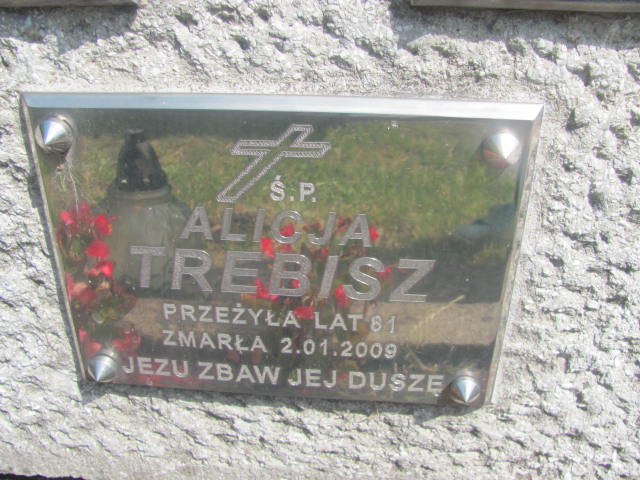 Ś.P.
ALICJA
TREBISZ
PRZEŻYŁA LAT 81
ZMARŁA 2.01.2009
JEZU ZBAW JEJ DUSZE